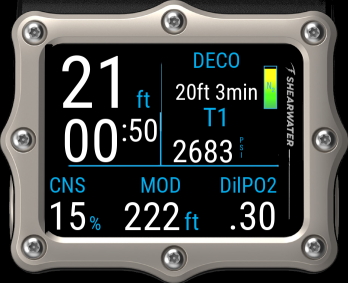 DECO
21 ft
20ft 3min
N₂
T1
00:50
2683 PSI
CNS MOD DilPO2
15% 222 ft .30
SHEARWATER